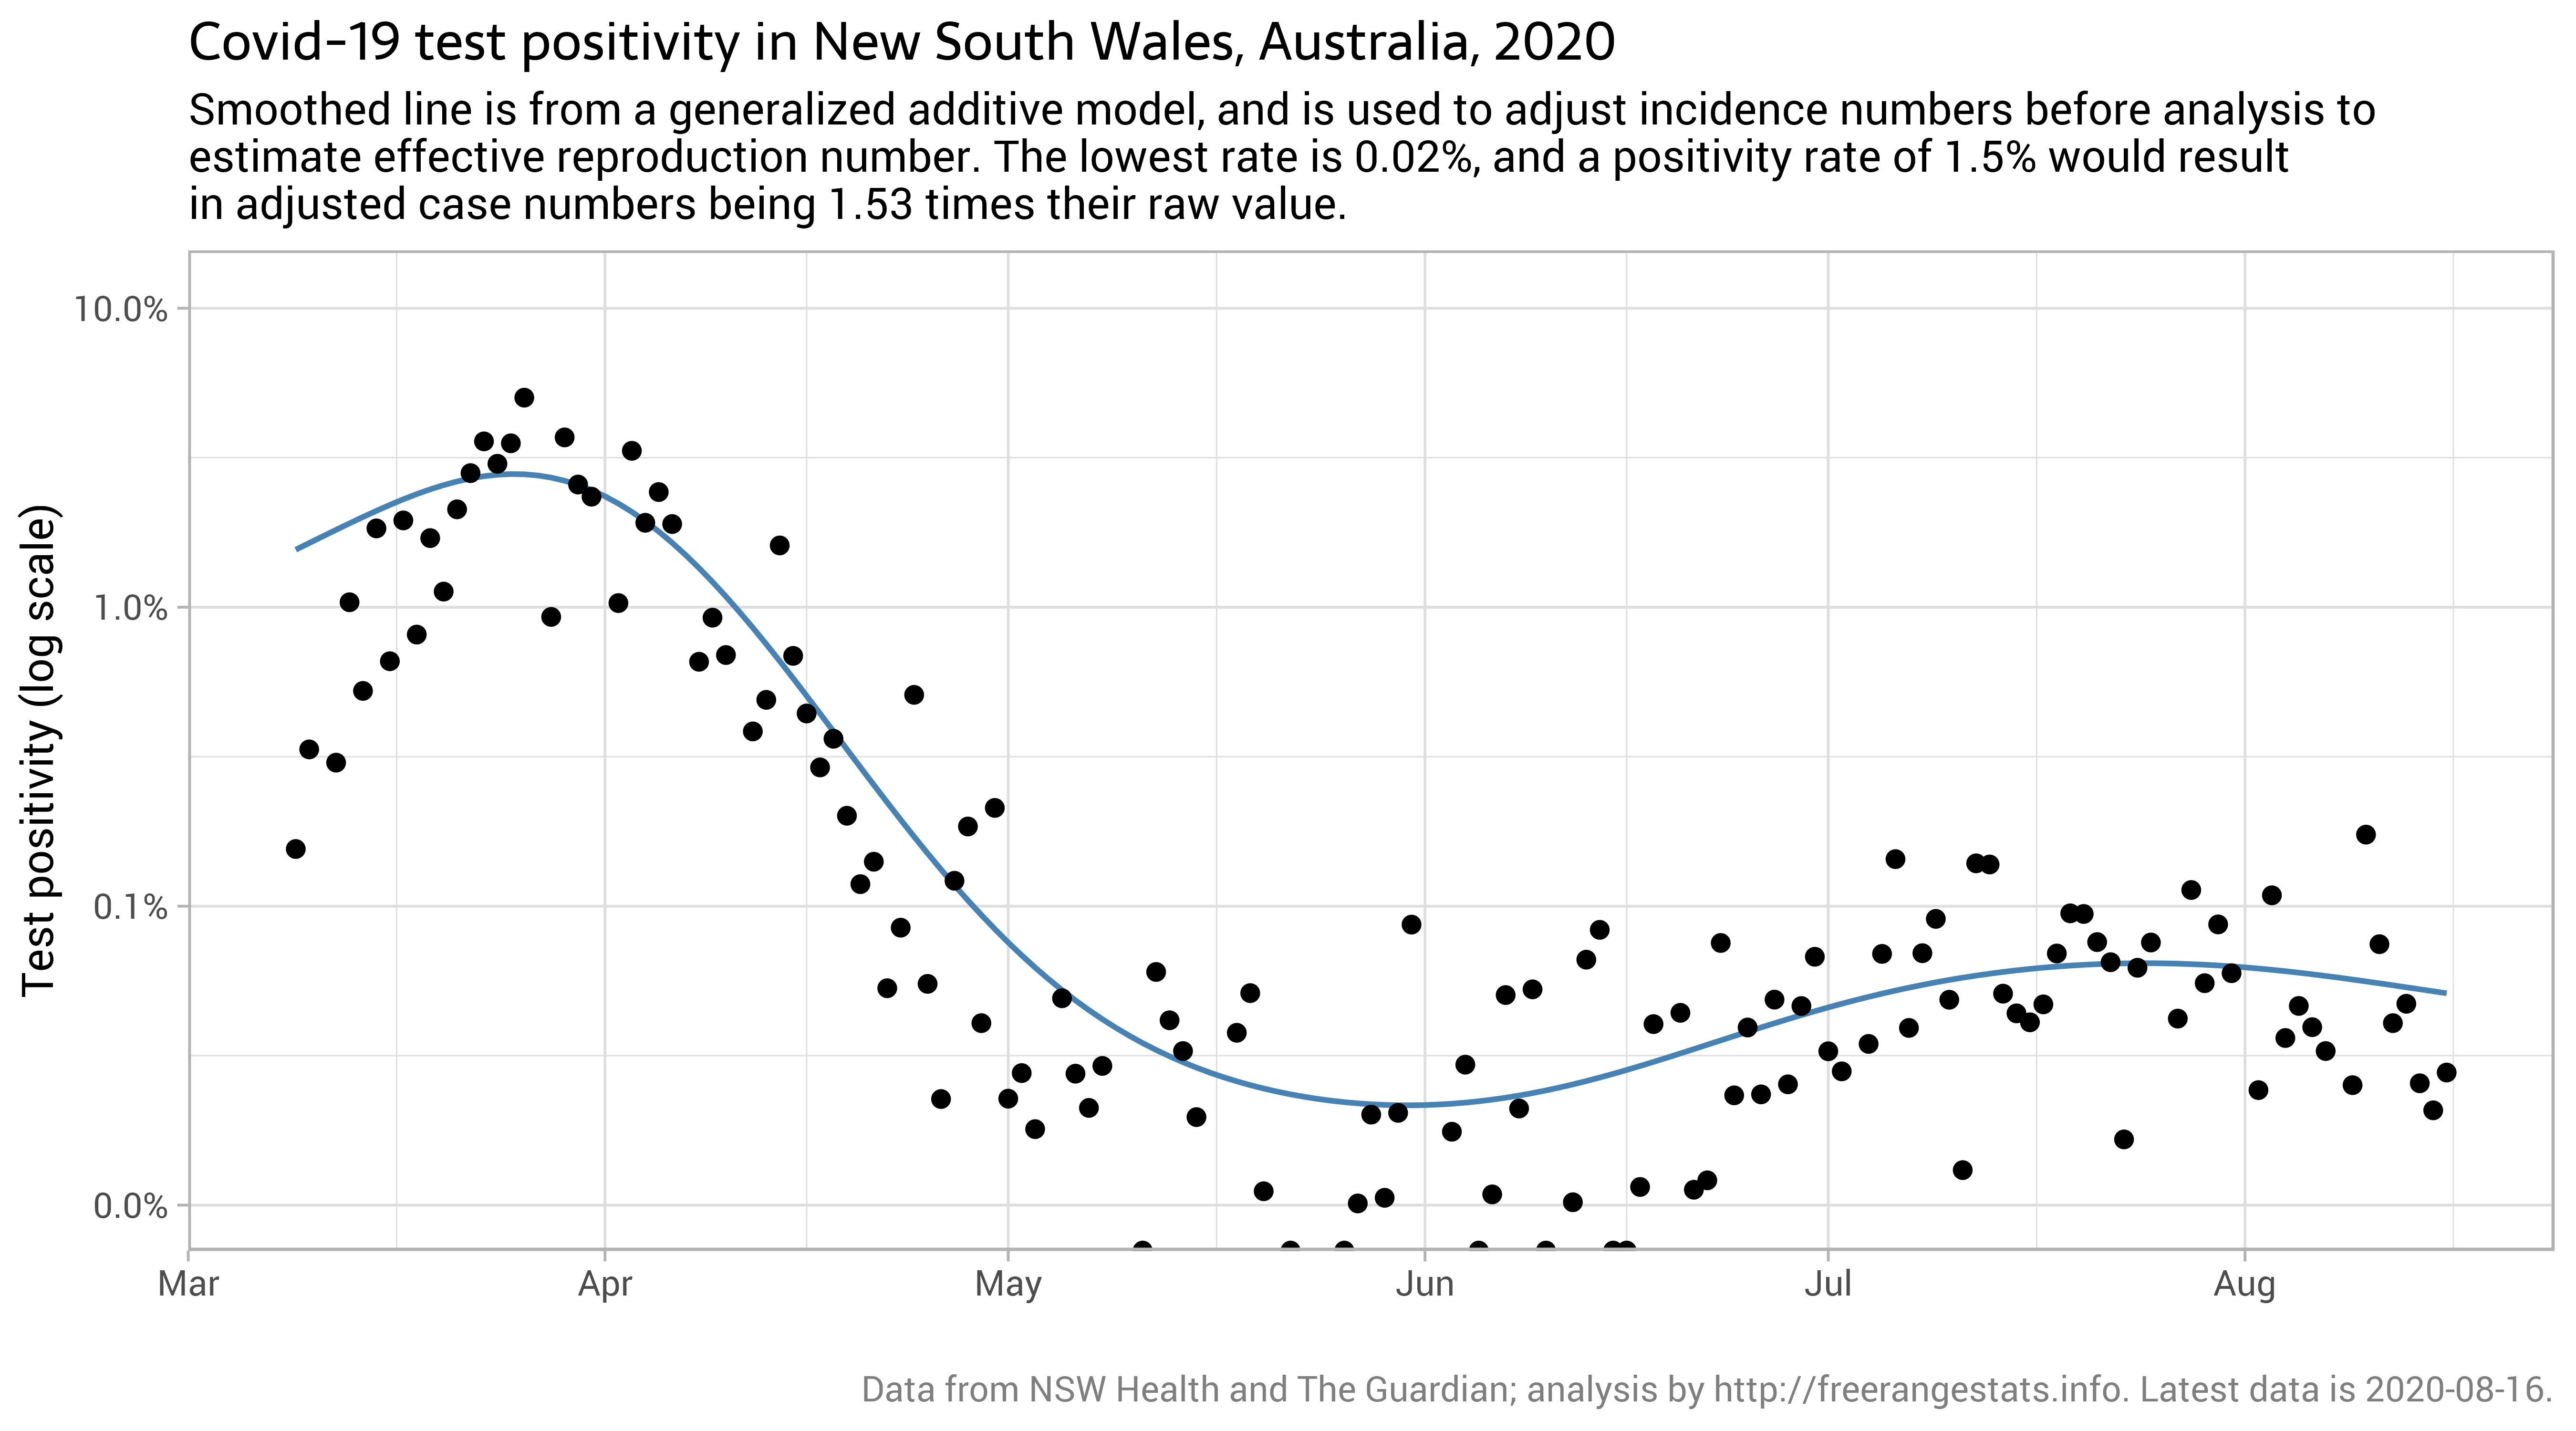 Covid-19 test positivity in New South Wales, Australia, 2020
Smoothed line is from a generalized additive model, and is used to adjust incidence numbers before analysis to
estimate effective reproduction number. The lowest rate is 0.02%, and a positivity rate of 1.5% would result
in adjusted case numbers being 1.53 times their raw value.
Test positivity (log scale)
10.0%
1.0%
0.1%
0.0%
Mar Apr May Jun Jul Aug
Data from NSW Health and The Guardian; analysis by http://freerangestats.info. Latest data is 2020-08-16.